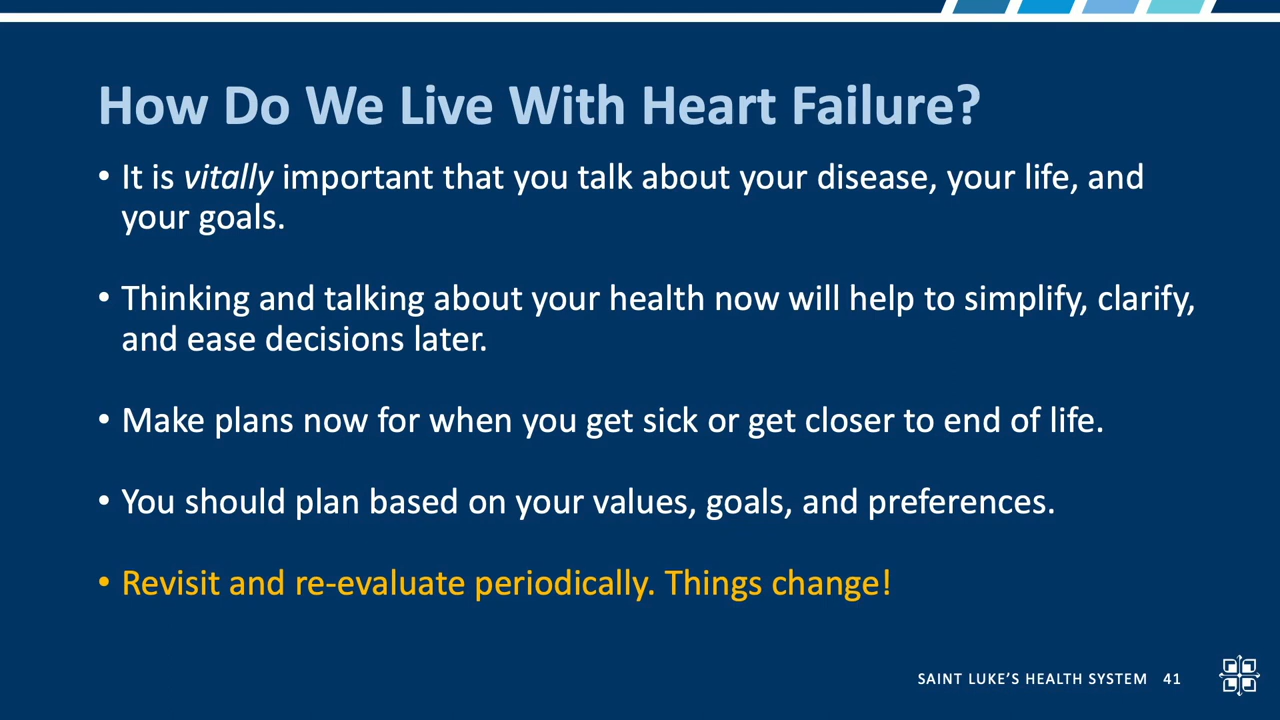 How Do We Live With Heart Failure?
• It is vitally important that you talk about your disease, your life, and
your goals.
• Thinking and talking about your health now will help to simplify, clarify,
and ease decisions later.
• Make plans now for when you get sick or get closer to end of life.
• You should plan based on your values, goals, and preferences.
• Revisit and re-evaluate periodically. Things change!
SAINT LUKE’S HEALTH SYSTEM 41